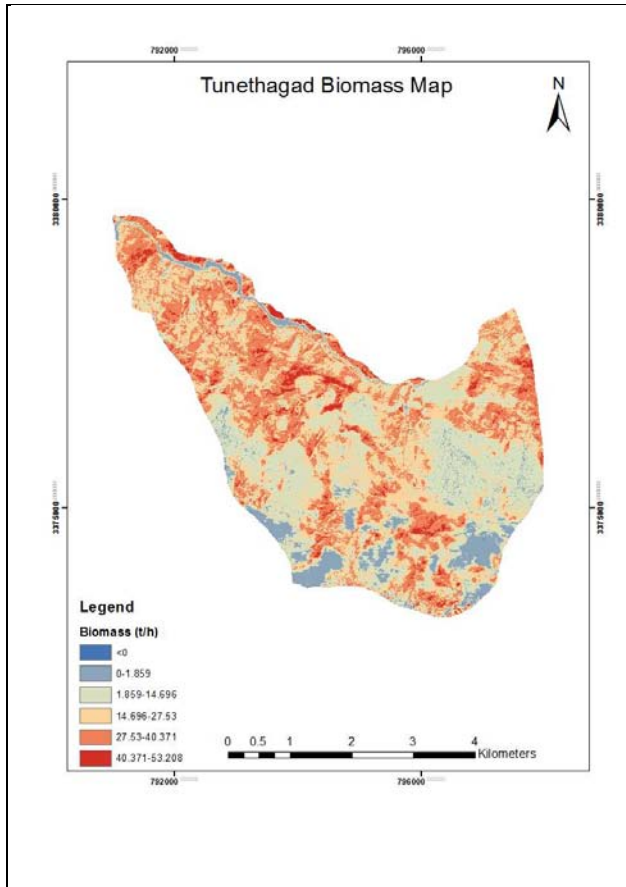 792000 796000
Tunethagad Biomass Map
N
3380000 3380000
3375000 3375000
Legend
Biomass (t/h)
<0
0-1.859
1.859-14.696
14.696-27.53
27.53-40.371
40.371-53.208
0 0.5 1 2 3 4
Kilometers
792000 796000